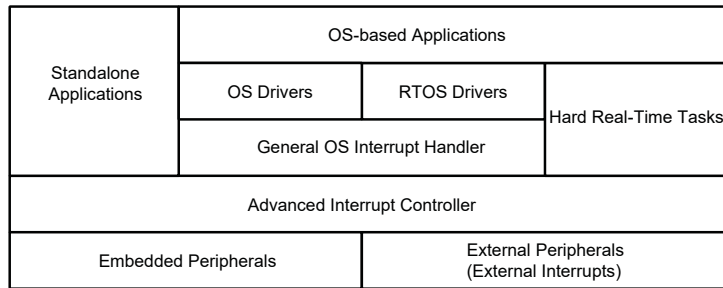 OS-based Applications
Standalone
Applications
OS Drivers
RTOS Drivers
Hard Real-Time Tasks
General OS Interrupt Handler
Advanced Interrupt Controller
Embedded Peripherals
External Peripherals
(External Interrupts)